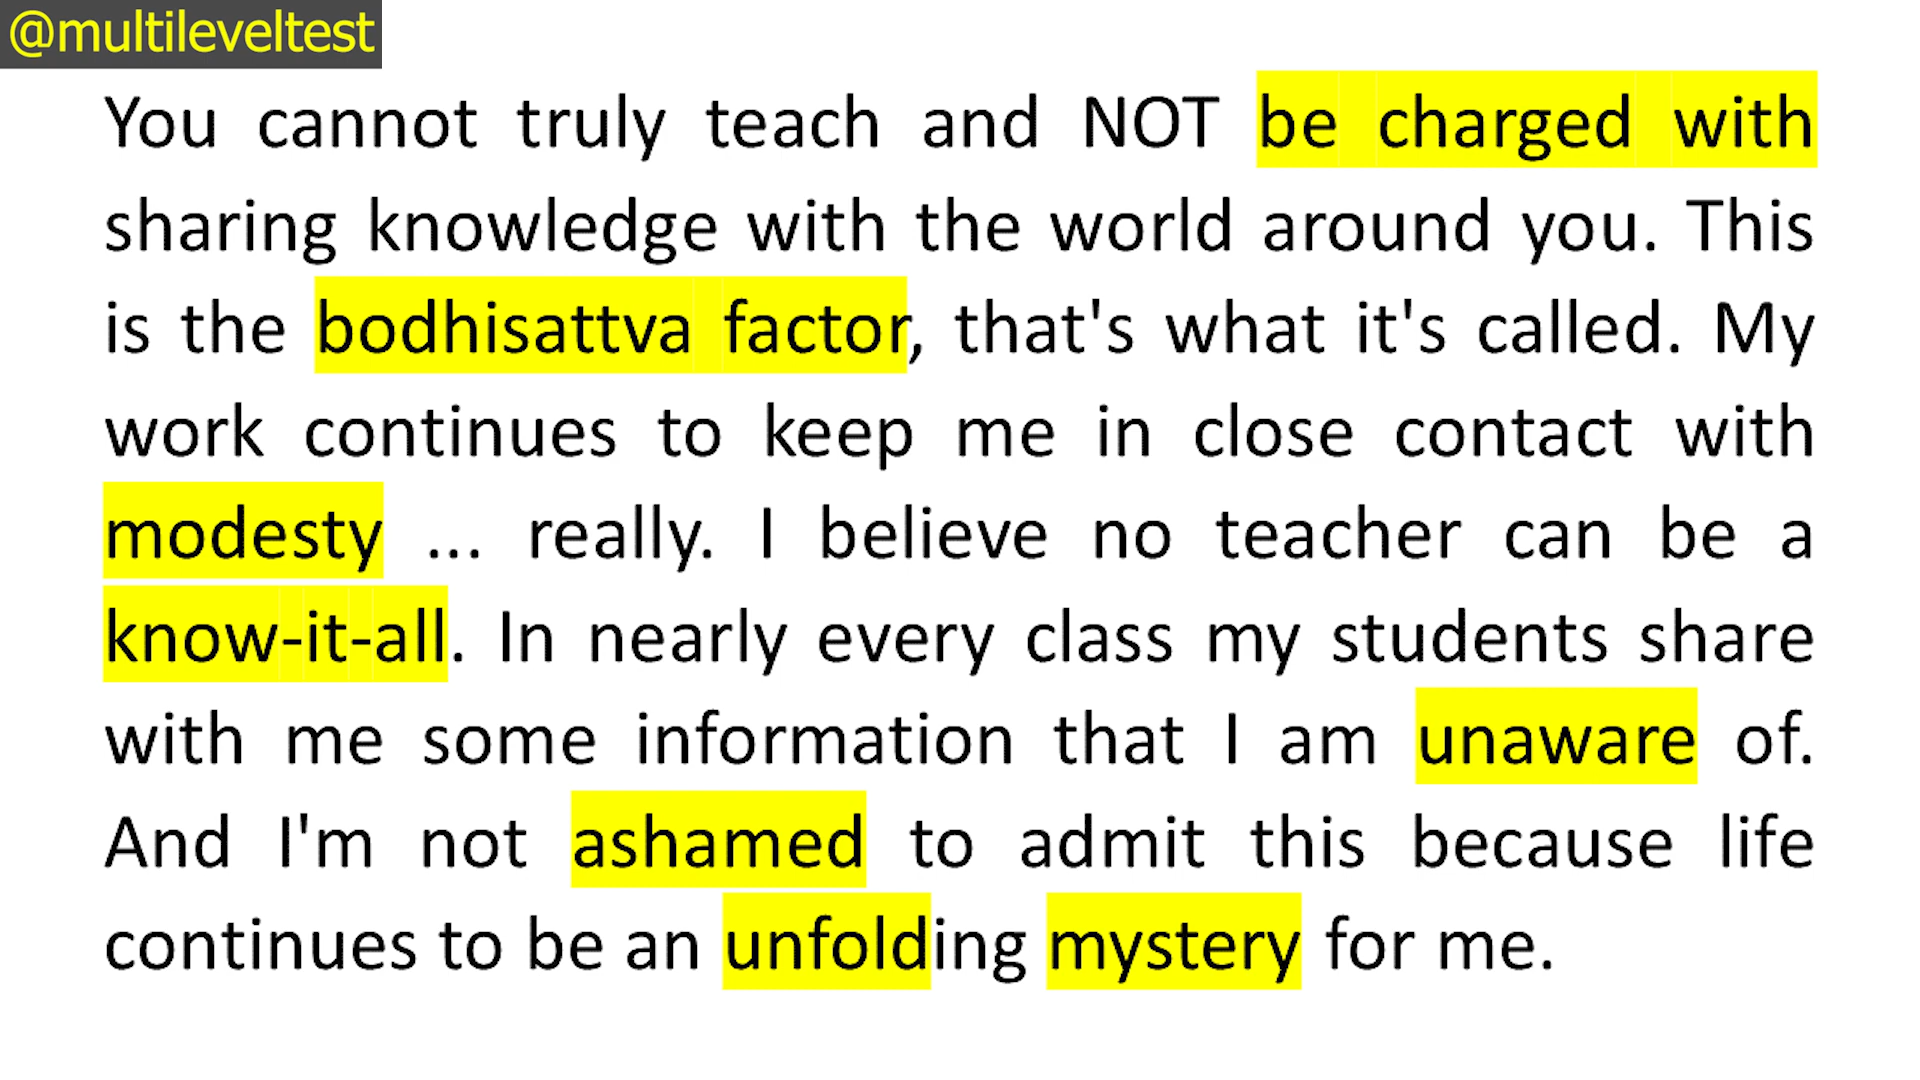 @multileveltest
You cannot truly teach and NOT be charged with
sharing knowledge with the world around you. This
is the bodhisattva factor, that's what it's called. My
work continues to keep me in close contact with
modesty ... really. I believe no teacher can be a
know-it-all. In nearly every class my students share
with me some information that I am unaware of.
And I'm not ashamed to admit this because life
continues to be an unfolding mystery for me.